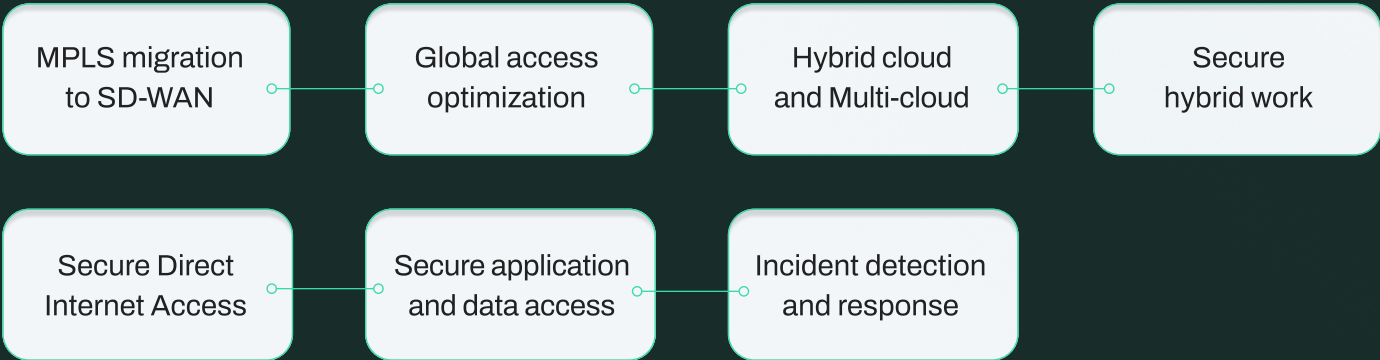 MPLS migration
to SD-WAN
Global access
optimization
Hybrid cloud
and Multi-cloud
Secure
hybrid work
Secure Direct
Internet Access
Secure application
and data access
Incident detection
and response